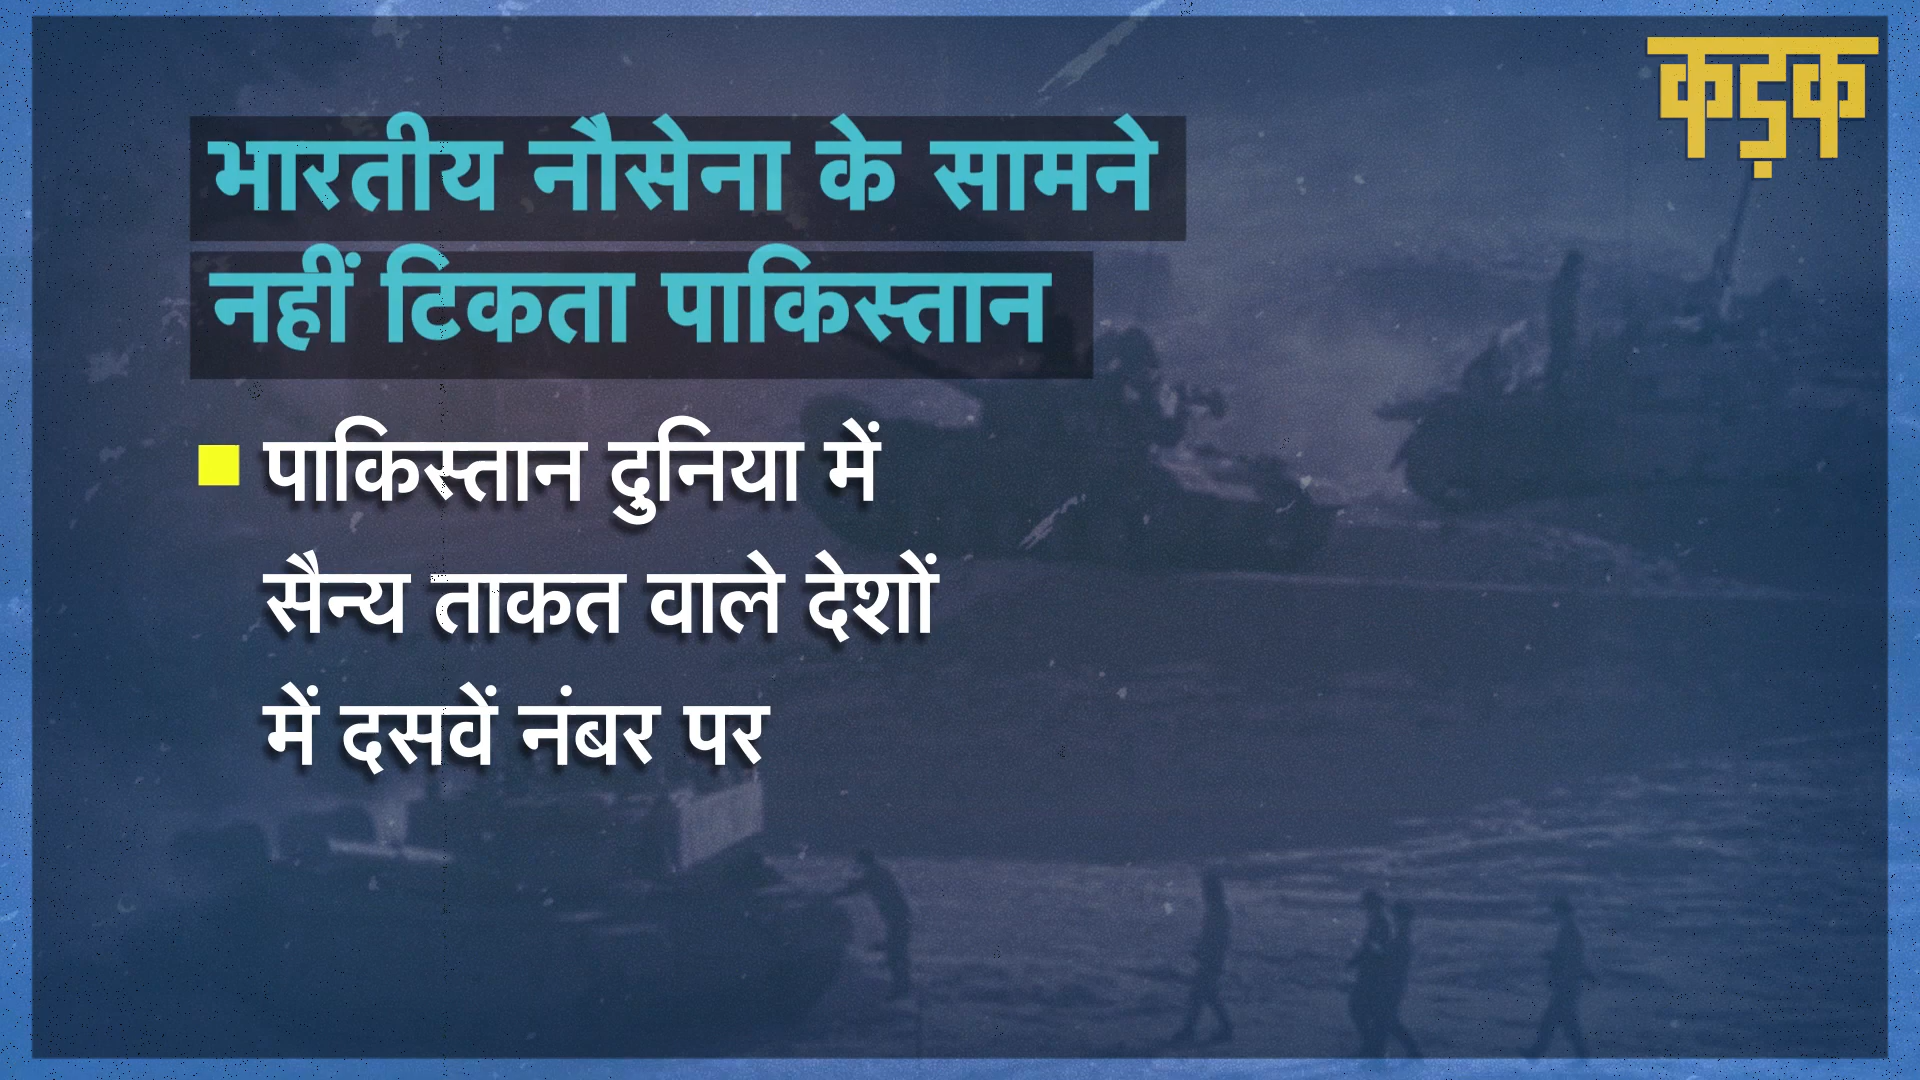 कड़क
भारतीय नौसेना के सामने
नहीं टिकता पाकिस्तान
पाकिस्तान दुनिया में
सैन्य ताकत वाले देशों
में दसवें नंबर पर